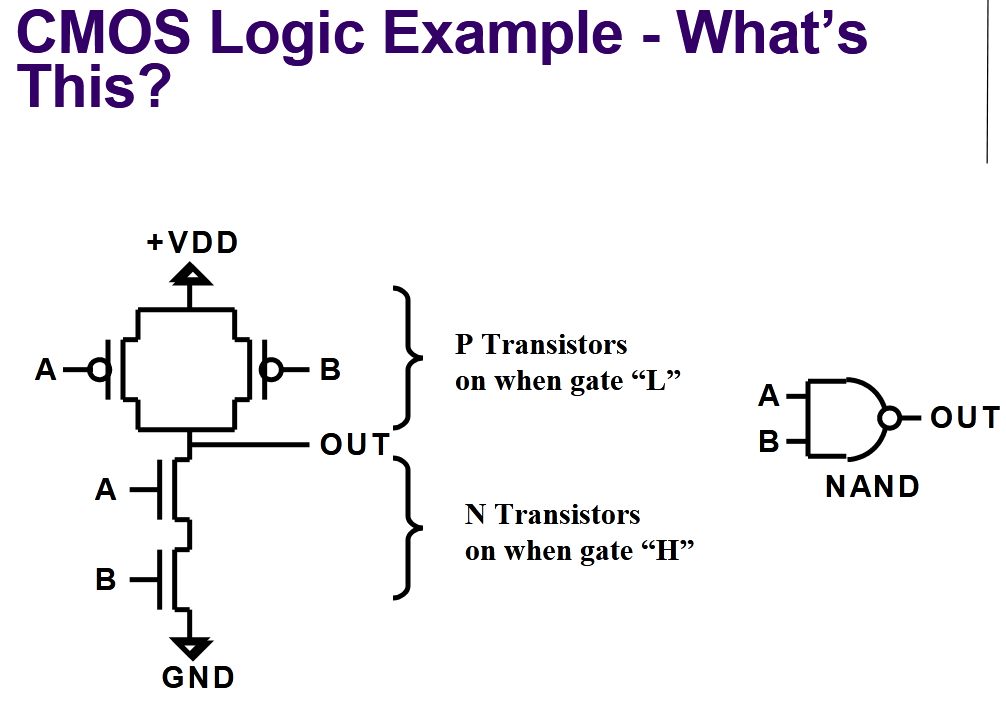 CMOS Logic Example - What's
This?
+VDD
A
B
P Transistors
on when gate “L”
OUT
A
N Transistors
on when gate “H”
B
GND
A
B
OUT
NAND